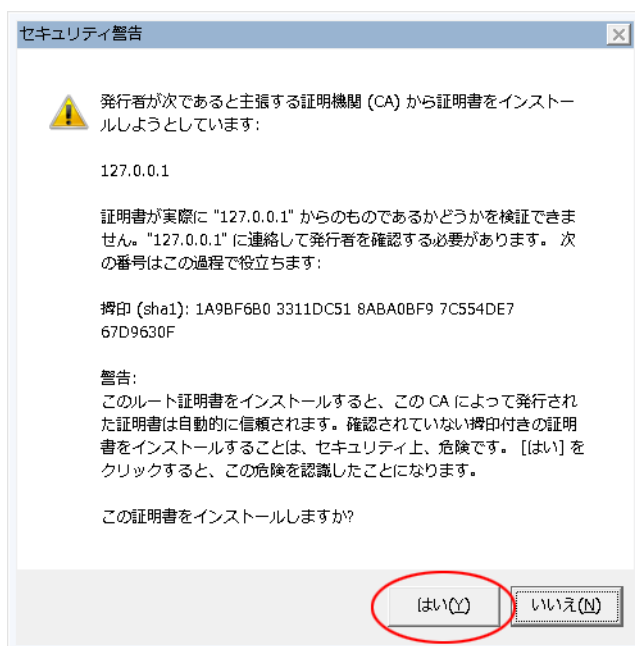 セキュリティ警告
発行者が次であると主張する証明機関 (CA) から証明書をインストー
ルしようとしています:
127.0.0.1
証明書が実際に "127.0.0.1" からのものであるかどうかを検証できま
せん。"127.0.0.1" に連絡して発行者を確認する必要があります。 次
の番号はこの過程で役立ちます:
拇印 (sha1): 1A9BF6B0 3311DC51 8ABA0BF9 7C554DE7
67D9630F
警告:
このルート証明書をインストールすると、この CA によって発行され
た証明書は自動的に信頼されます。確認されていない拇印付きの証明
書をインストールすることは、セキュリティ上、危険です。 [はい] を
クリックすると、この危険を認識したことになります。
この証明書をインストールしますか?
はい(Y) いいえ(N)